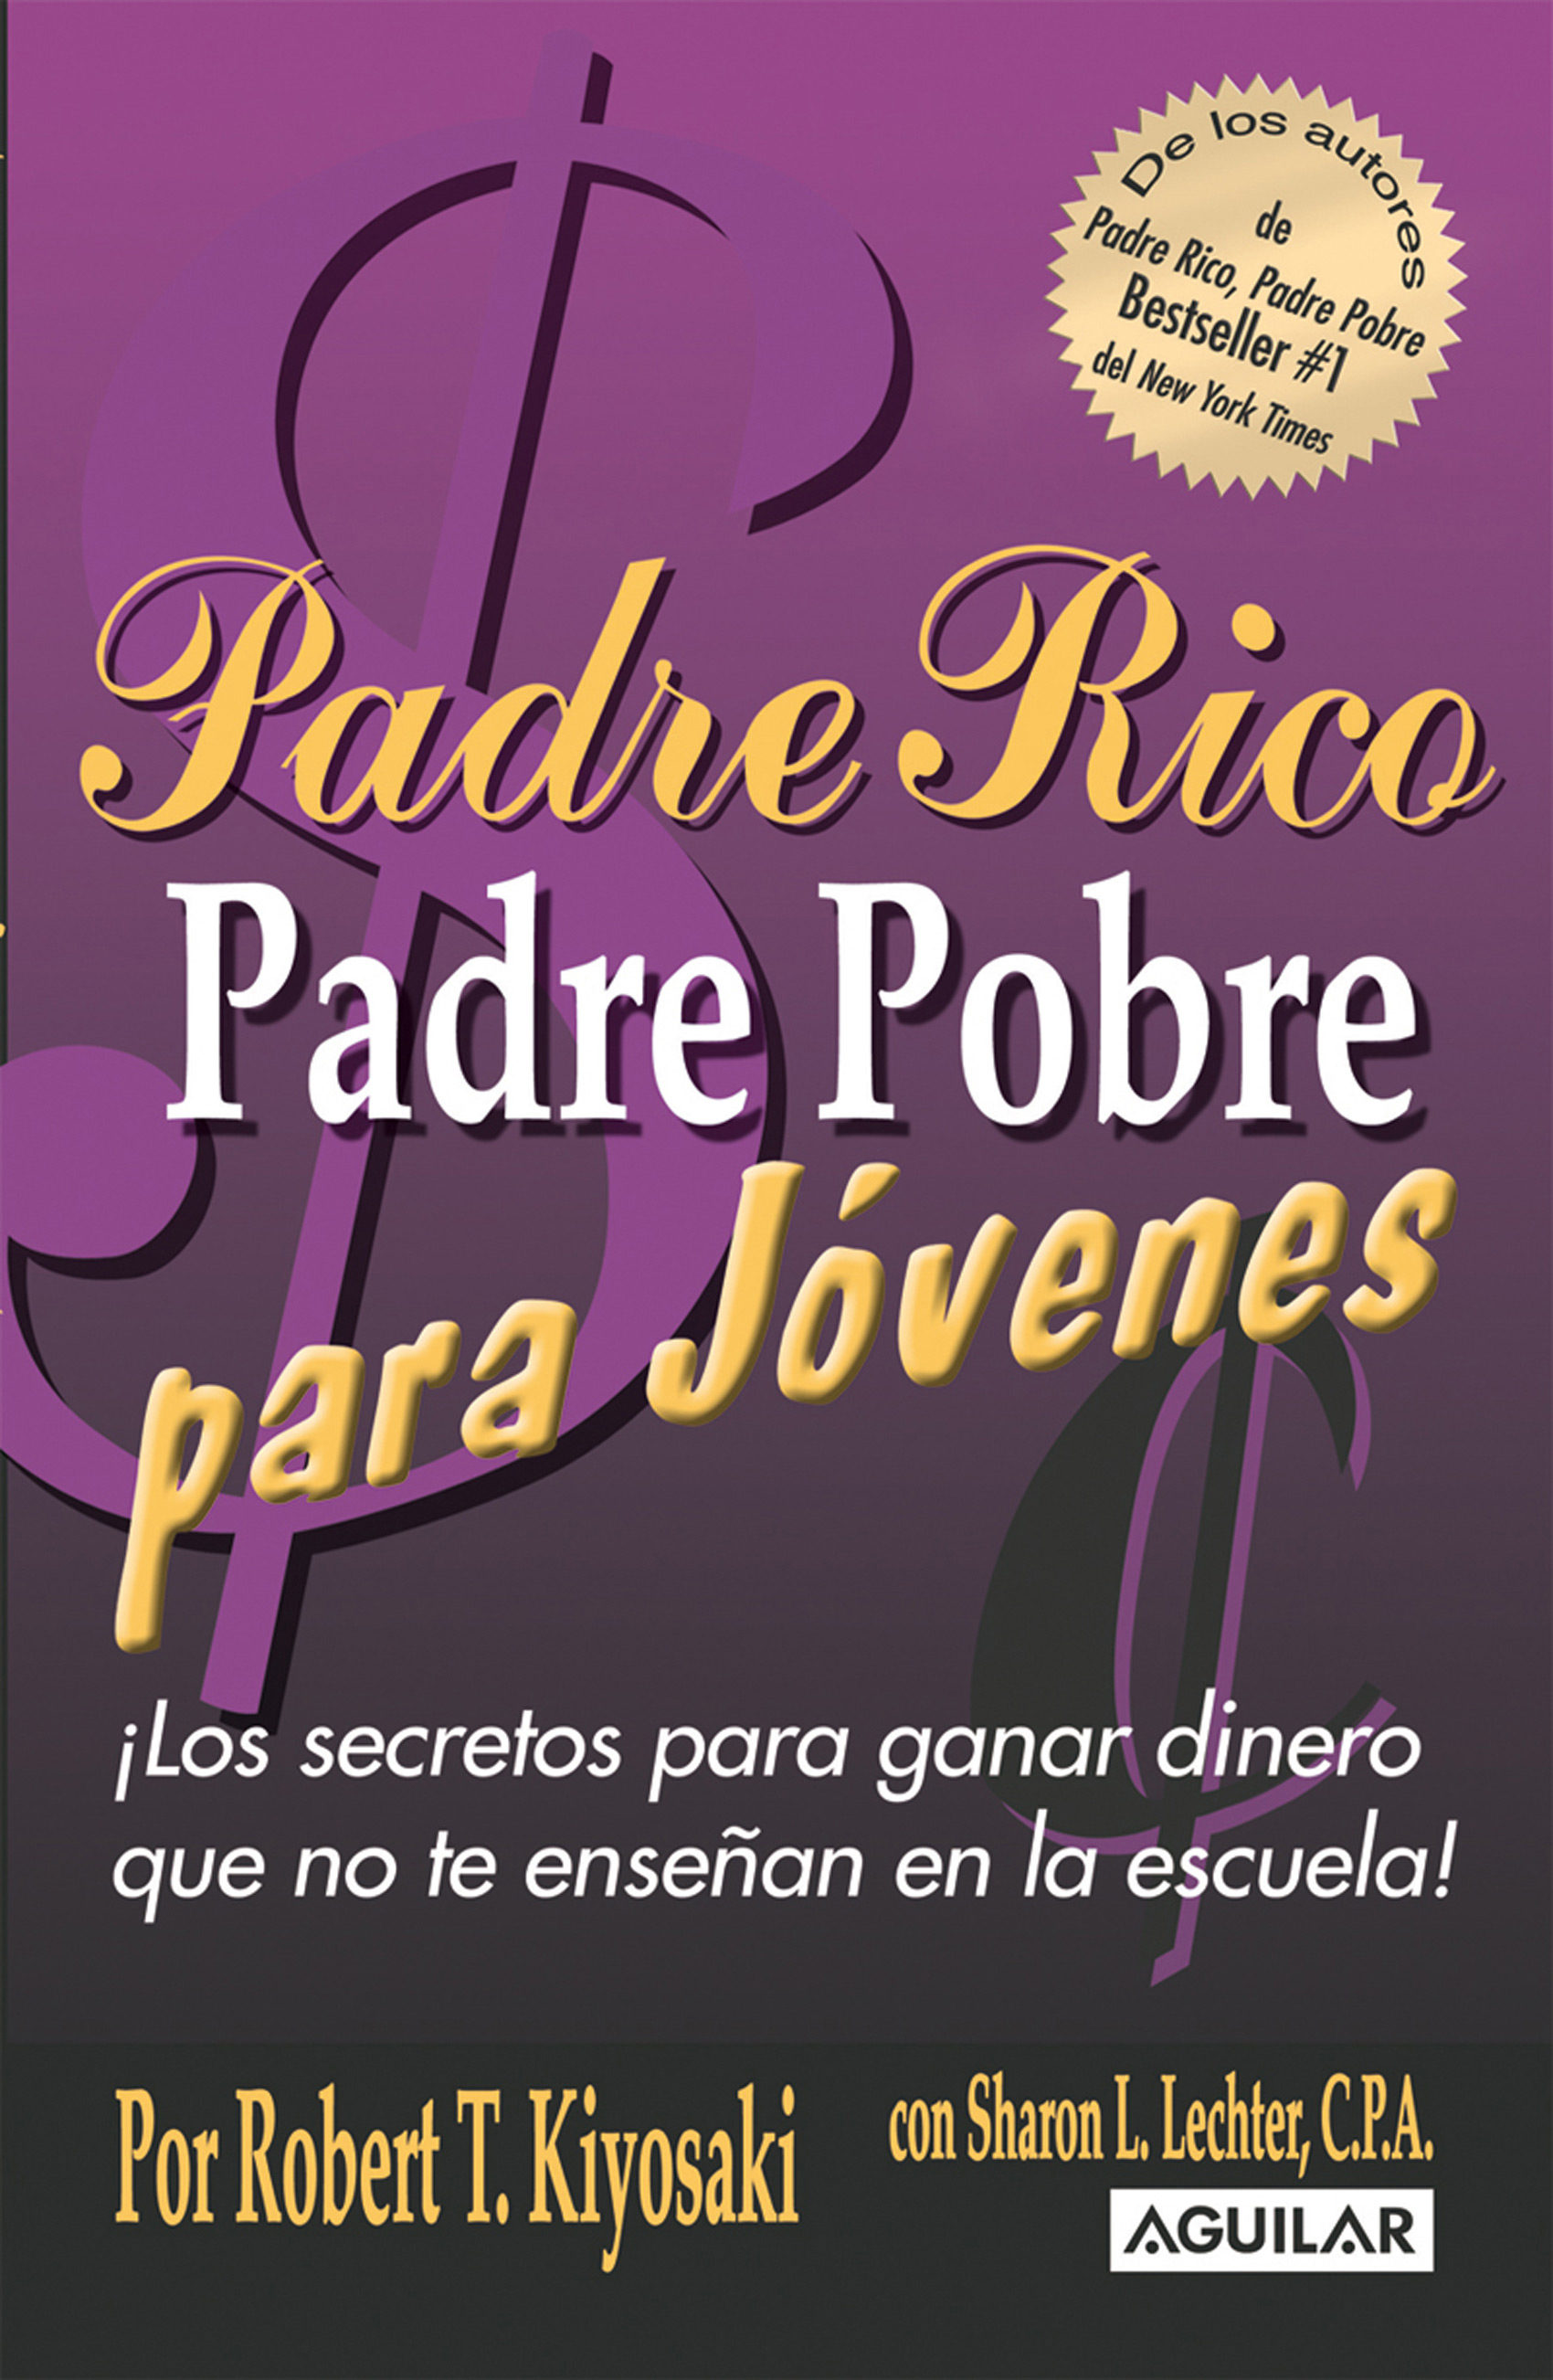 De los autores
de
Padre Rico, Padre Pobre
Bestseller #1
del New York Times
Padre Rico
Padre Pobre
para Jóvenes
¡Los secretos para ganar dinero
que no te enseñan en la escuela!
Por Robert T. Kiyosaki
con Sharon L. Lechter, C.P.A.
AGUILAR